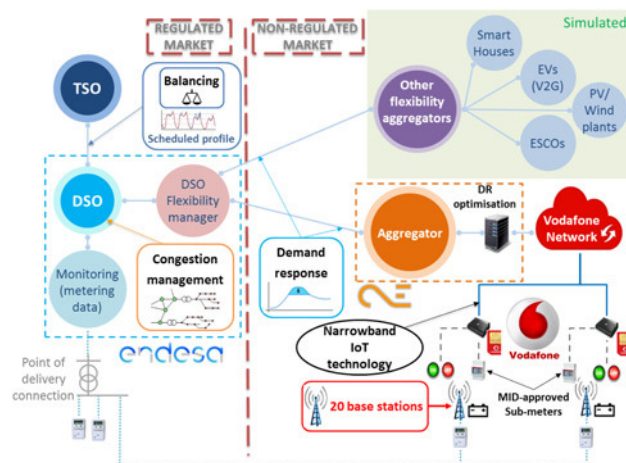 REGULATED
MARKET
NON-REGULATED
MARKET
Simulated
TSO
Balancing
Scheduled profile
Other
flexibility
aggregators
Smart
Houses
EVs
(V2G)
PV/
Wind
plants
ESCOs
DSO
DSO
Flexibility
manager
Aggregator
DR
optimisation
Vodafone
Network
Monitoring
(metering
data)
Congestion
management
Demand
response
endesa
Narrowband
IoT
technology
Vodafone
Point of
delivery
connection
20 base stations
MID-approved
Sub-meters